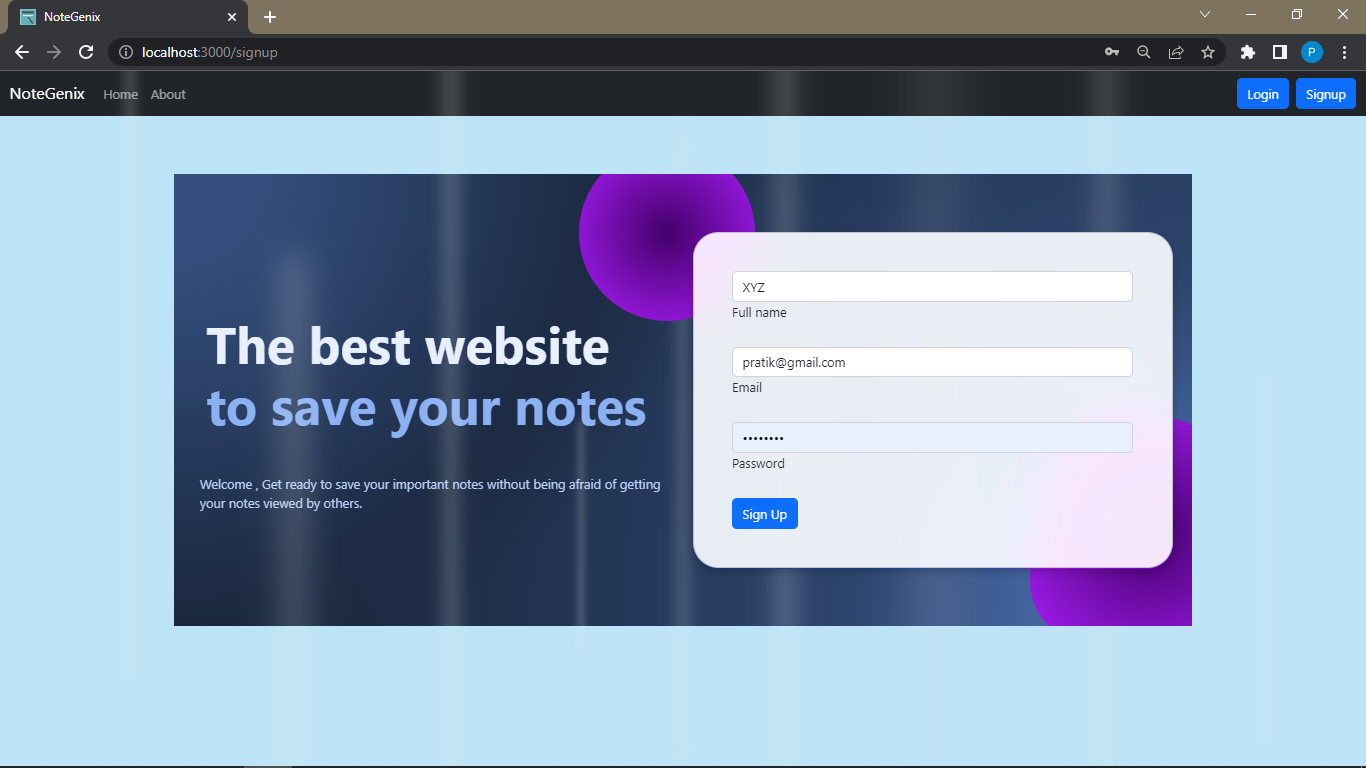 NoteGenix
localhost:3000/signup
P
NoteGenix Home About Login Signup
The best website
to save your notes
Welcome , Get ready to save your important notes without being afraid of getting
your notes viewed by others.
XYZ
Full name
pratik@gmail.com
Email
••••••••
Password
Sign Up